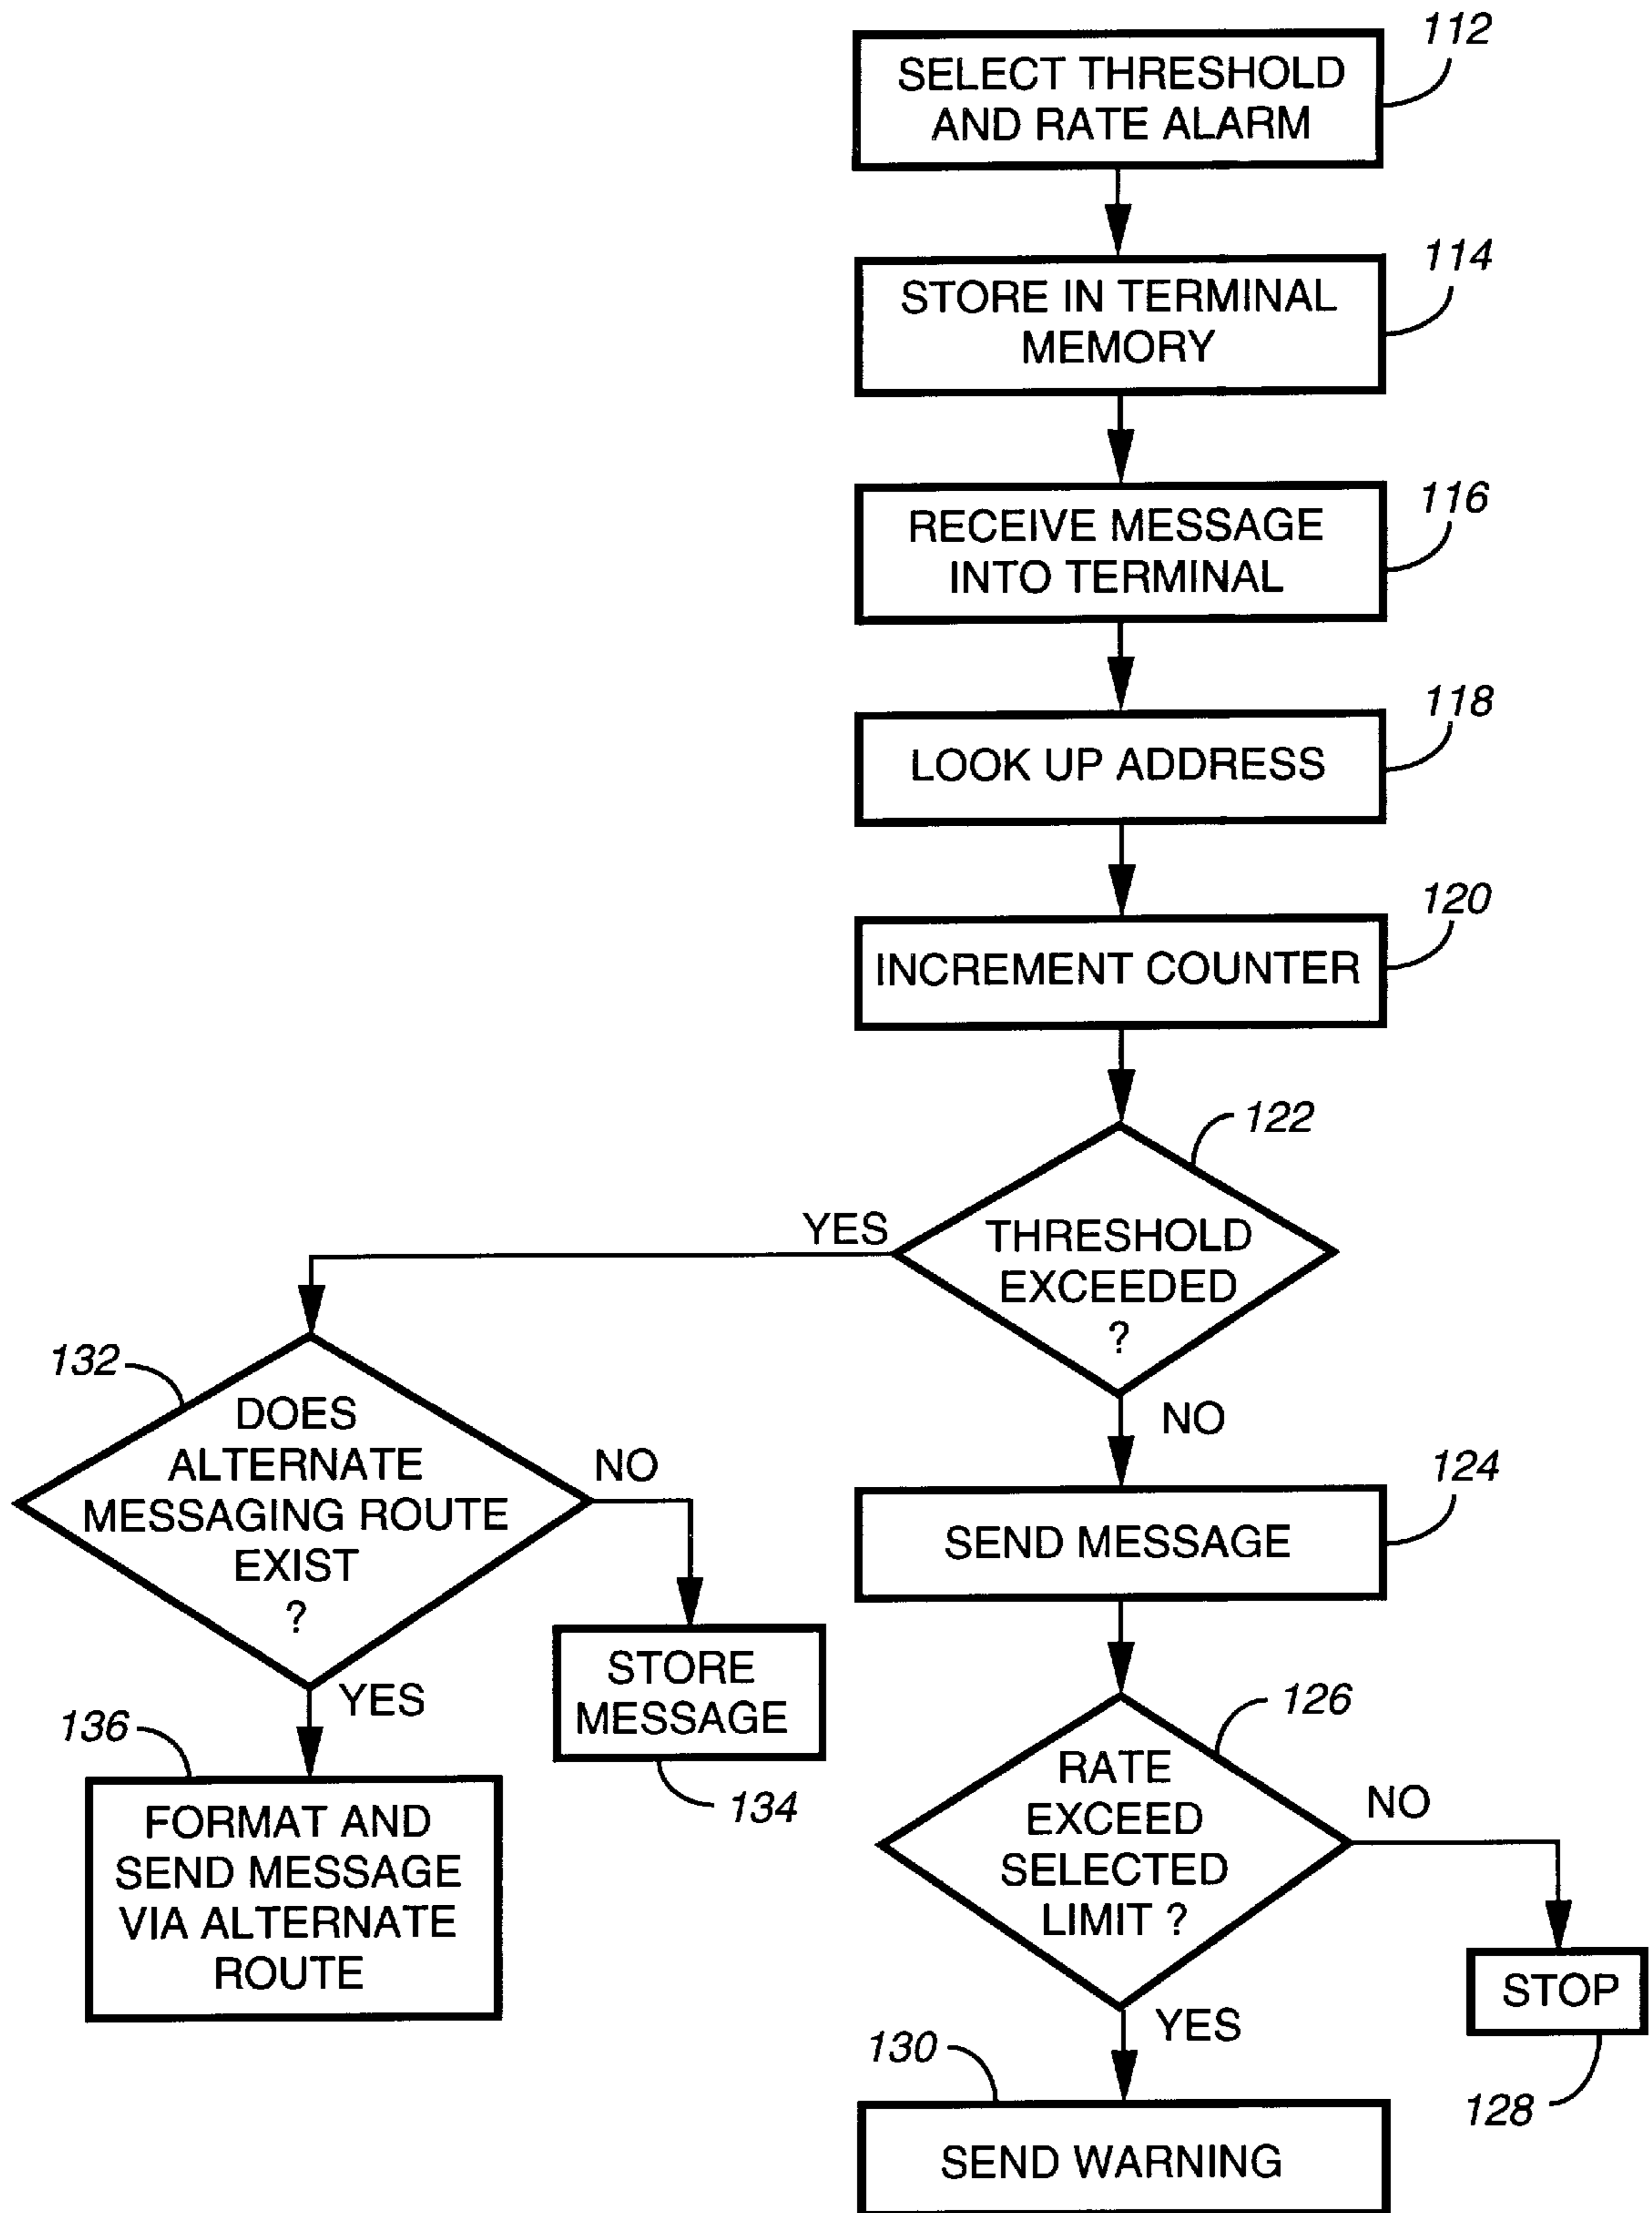 112
SELECT THRESHOLD
AND RATE ALARM
114
STORE IN TERMINAL
MEMORY
116
RECEIVE MESSAGE
INTO TERMINAL
118
LOOK UP ADDRESS
120
INCREMENT COUNTER
122
YES
THRESHOLD
EXCEEDED
?
NO
132
DOES
ALTERNATE
MESSAGING ROUTE
EXIST
?
NO
YES
STORE
MESSAGE
134
136
FORMAT AND
SEND MESSAGE
VIA ALTERNATE
ROUTE
124
SEND MESSAGE
126
RATE
EXCEED
SELECTED
LIMIT ?
NO
STOP
128
YES
130
SEND WARNING